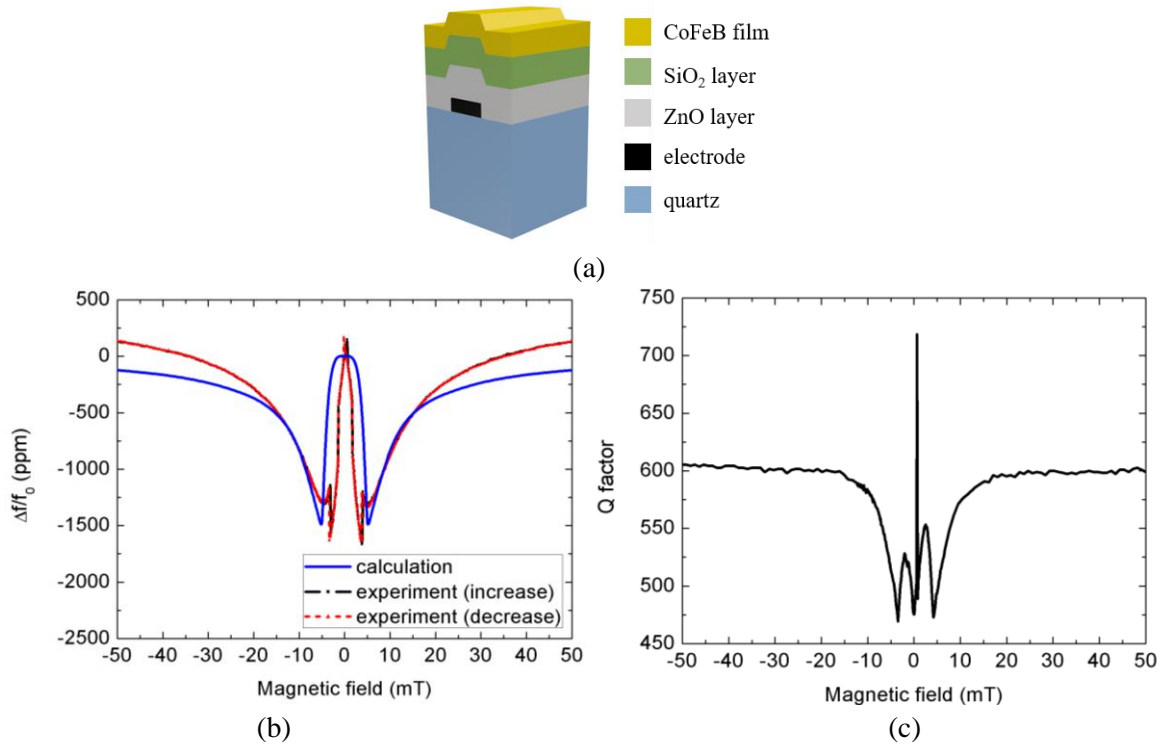 CoFeB film
SiO₂ layer
ZnO layer
electrode
quartz
(a)
500
0
-500
-1000
-1500
-2000
-2500
Δf/f₀ (ppm)
calculation
experiment (increase)
experiment (decrease)
-50 -40 -30 -20 -10 0 10 20 30 40 50
Magnetic field (mT)
(b)
750
700
650
600
550
500
450
Q factor
-50 -40 -30 -20 -10 0 10 20 30 40 50
Magnetic field (mT)
(c)